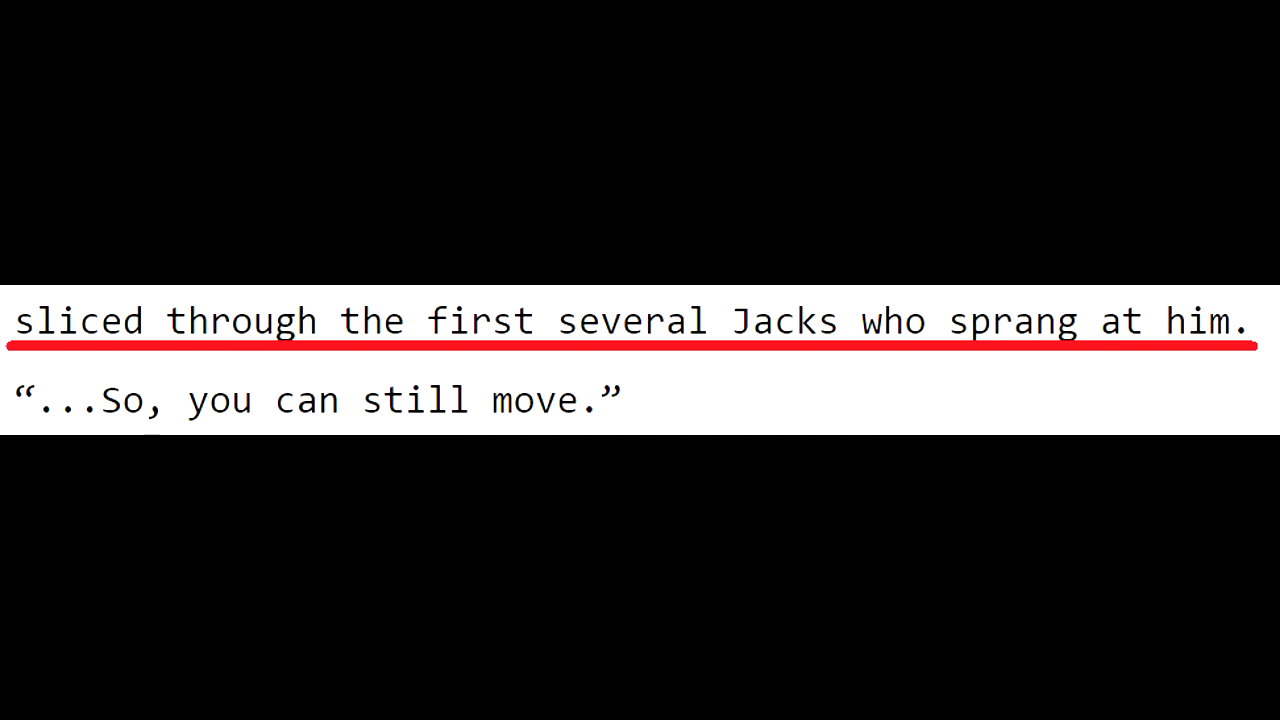 sliced through the first several Jacks who sprang at him.
“...So, you can still move.”